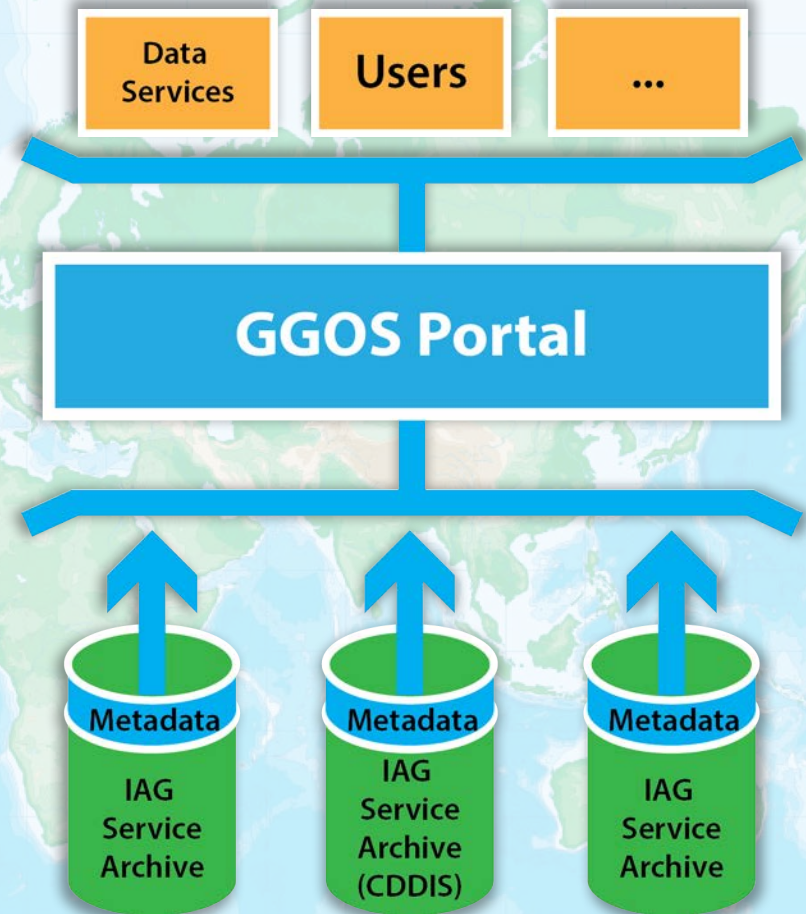 Data
Services
Users
...
GGOS Portal
Metadata
IAG
Service
Archive
Metadata
IAG
Service
Archive
(CDDIS)
Metadata
IAG
Service
Archive